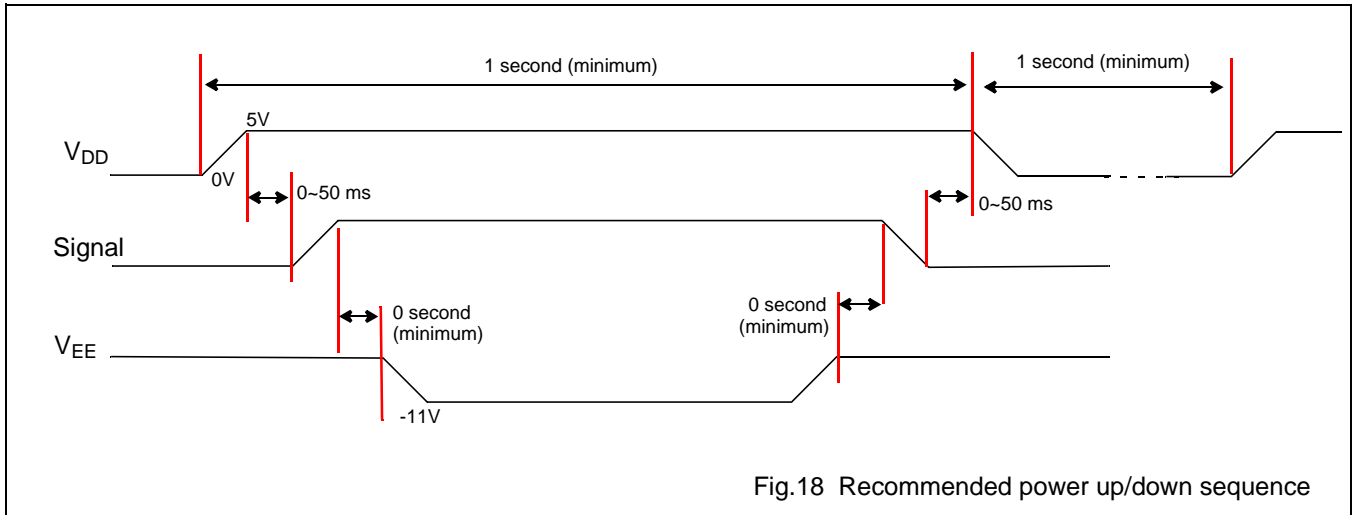 1 second (minimum)
1 second (minimum)
5V
VDD
0V
0~50 ms
0~50 ms
Signal
0 second
(minimum)
0 second
(minimum)
VEE
-11V
Fig.18 Recommended power up/down sequence